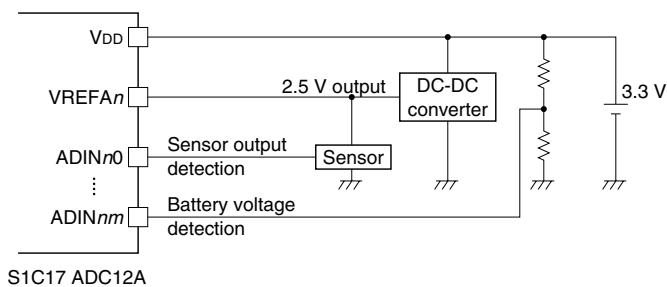 VDD
VREFAn
2.5 V output
DC-DC
converter
3.3 V
ADINn0
Sensor output
detection
Sensor
ADINnm
Battery voltage
detection
S1C17 ADC12A